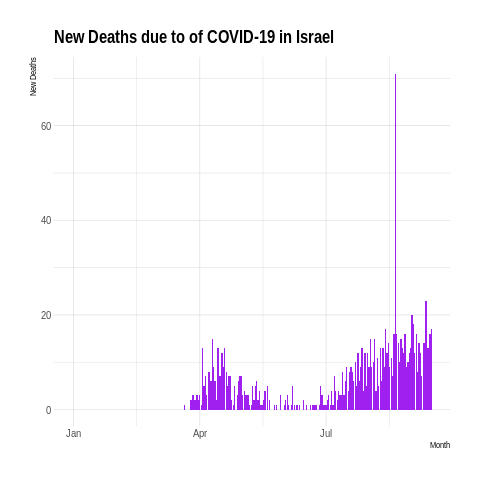 New Deaths due to of COVID-19 in Israel
New Deaths
60
40
20
0
Jan Apr Jul
Month